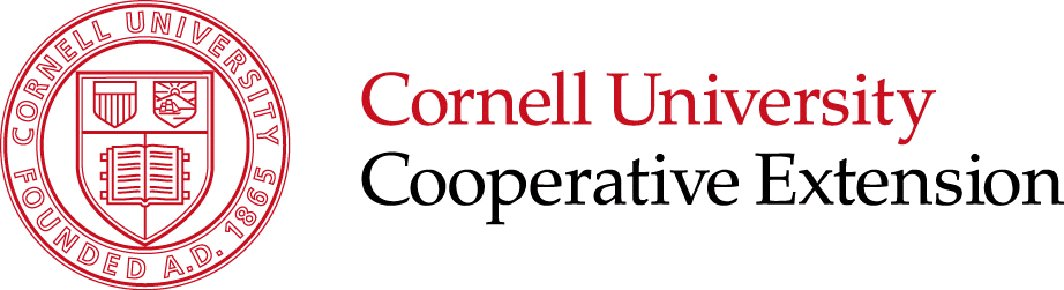 CORNELL UNIVERSITY
FOUNDED A.D. 1865
Cornell University
Cooperative Extension